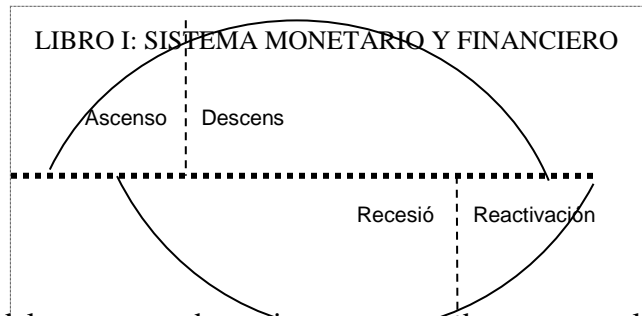 LIBRO I: SISTEMA MONETARIO Y FINANCIERO
Ascenso Descens
Recesió Reactivación